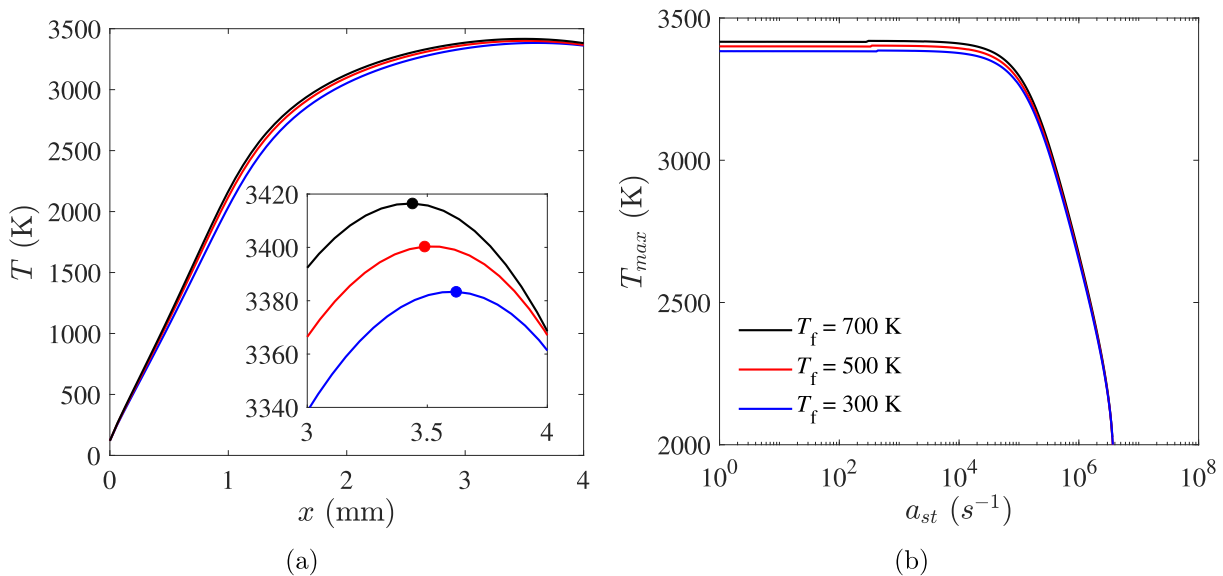 3500
3000
2500
2000
1500
1000
500
0
T (K)
0 1 2 3 4
x (mm)
3420
3400
3380
3360
3340
3 3.5 4
(a)
3500
3000
2500
2000
T_max (K)
T_f = 700 K
T_f = 500 K
T_f = 300 K
10^0 10^2 10^4 10^6 10^8
a_st (s^−1)
(b)